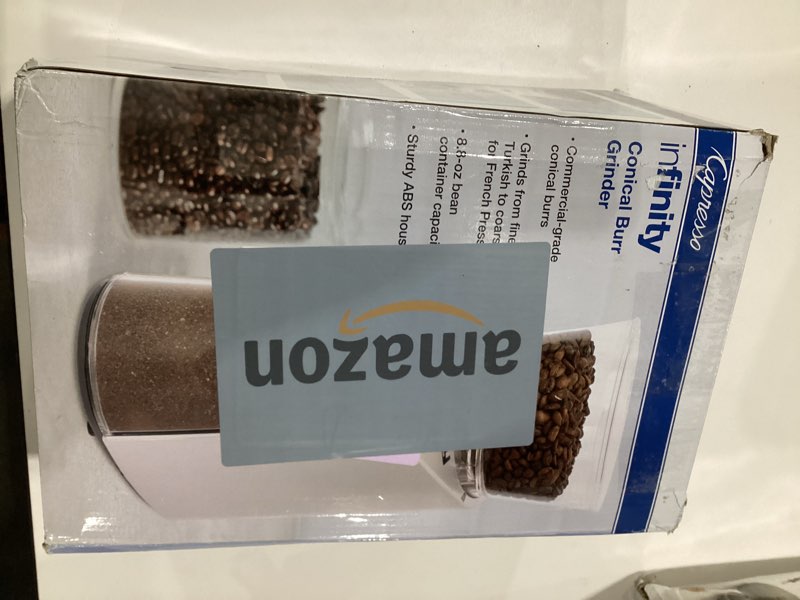 Capresso
infinity
Conical Burr
Grinder
• Commercial-grade
conical burrs
• Grinds from fine
Turkish to coars
for French Press
• 8.8-oz bean
container capaci
• Sturdy ABS hous
amazon